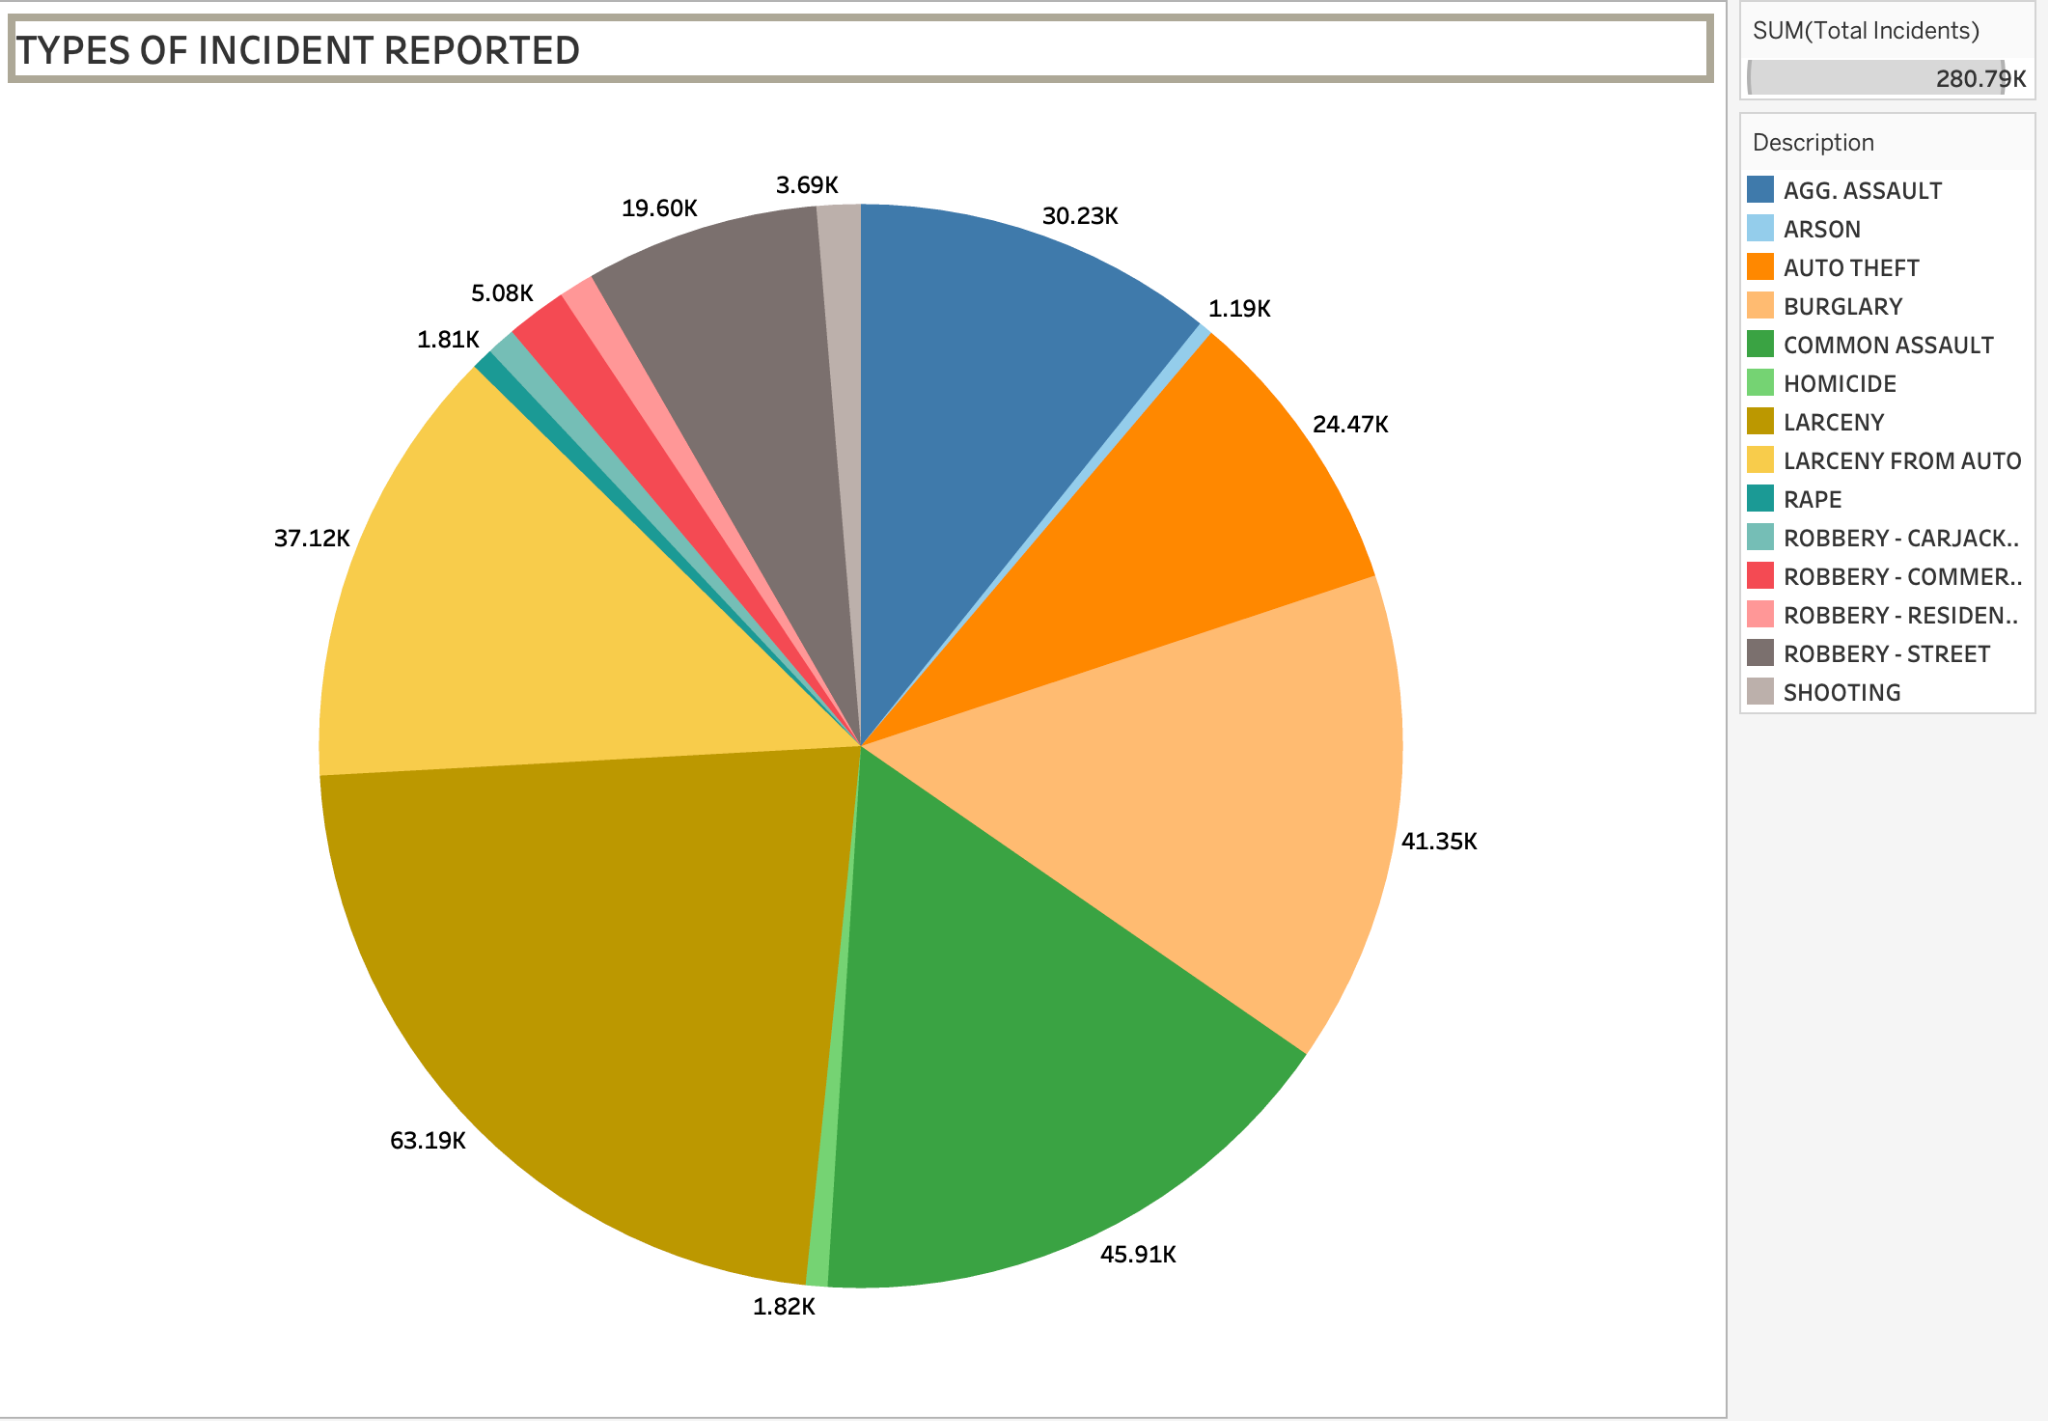 TYPES OF INCIDENT REPORTED
3.69K
30.23K
19.60K
5.08K
1.19K
1.81K
24.47K
37.12K
41.35K
63.19K
45.91K
1.82K
SUM(Total Incidents)
280.79K
Description
AGG. ASSAULT
ARSON
AUTO THEFT
BURGLARY
COMMON ASSAULT
HOMICIDE
LARCENY
LARCENY FROM AUTO
RAPE
ROBBERY - CARJACK..
ROBBERY - COMMER..
ROBBERY - RESIDEN..
ROBBERY - STREET
SHOOTING